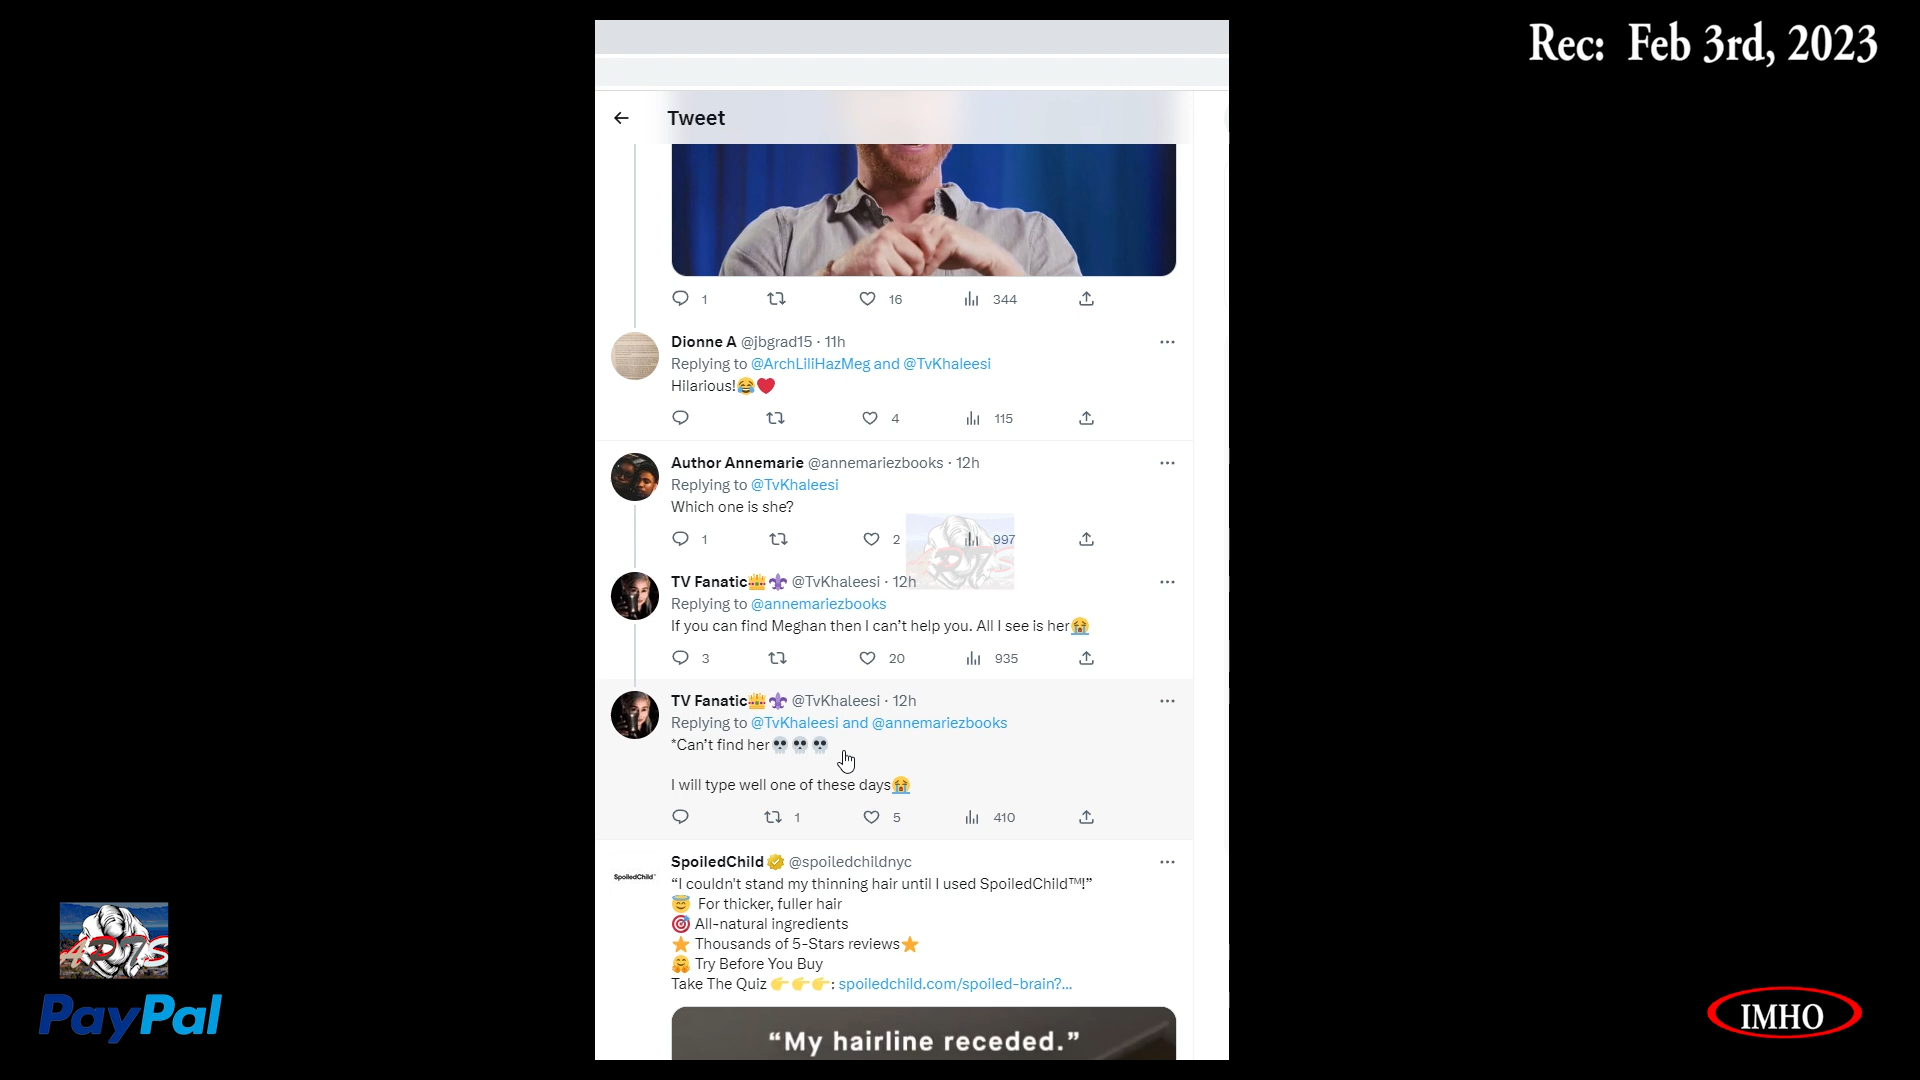 Rec: Feb 3rd, 2023
Tweet
1 16 344
Dionne A @jbgrad15 · 11h
Replying to @ArchLiliHazMeg and @TvKhaleesi
Hilarious!😂❤️
4 115
Author Annemarie @annemariezbooks · 12h
Replying to @TvKhaleesi
Which one is she?
1 2 997
TV Fanatic👑⚜️ @TvKhaleesi · 12h
Replying to @annemariezbooks
If you can find Meghan then I can’t help you. All I see is her😭
3 20 935
TV Fanatic👑⚜️ @TvKhaleesi · 12h
Replying to @TvKhaleesi and @annemariezbooks
*Can’t find her💀💀💀
I will type well one of these days😭
1 5 410
SpoiledChild @spoiledchildnyc
SpoiledChild™
“I couldn't stand my thinning hair until I used SpoiledChild™!”
😇 For thicker, fuller hair
🎯 All-natural ingredients
⭐ Thousands of 5-Stars reviews⭐
🤗 Try Before You Buy
Take The Quiz 👉👉👉: spoiledchild.com/spoiled-brain?...
“My hairline receded.”
PayPal
IMHO